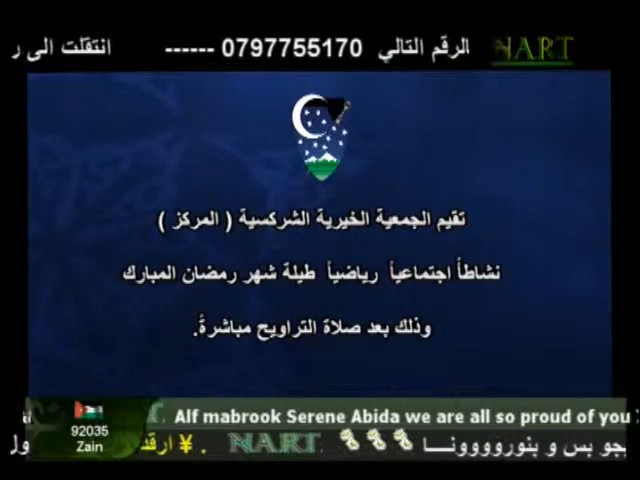 NART الرقم التالي 0797755170 ------ انتقلت الى
تقيم الجمعية الخيرية الشركسية ( المركز )
نشاطاً اجتماعياً رياضياً طيلة شهر رمضان المبارك
وذلك بعد صلاة التراويح مباشرةً.
Alf mabrook Serene Abida we are all so proud of you
92035
Zain
يجو بس و بنورووووونـــا NART